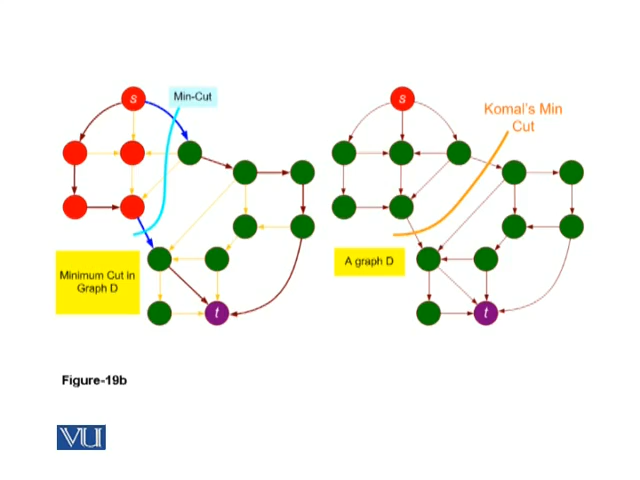 s
Min-Cut
Minimum Cut in
Graph D
t
s
Komal's Min
Cut
A graph D
t
Figure-19b
VU